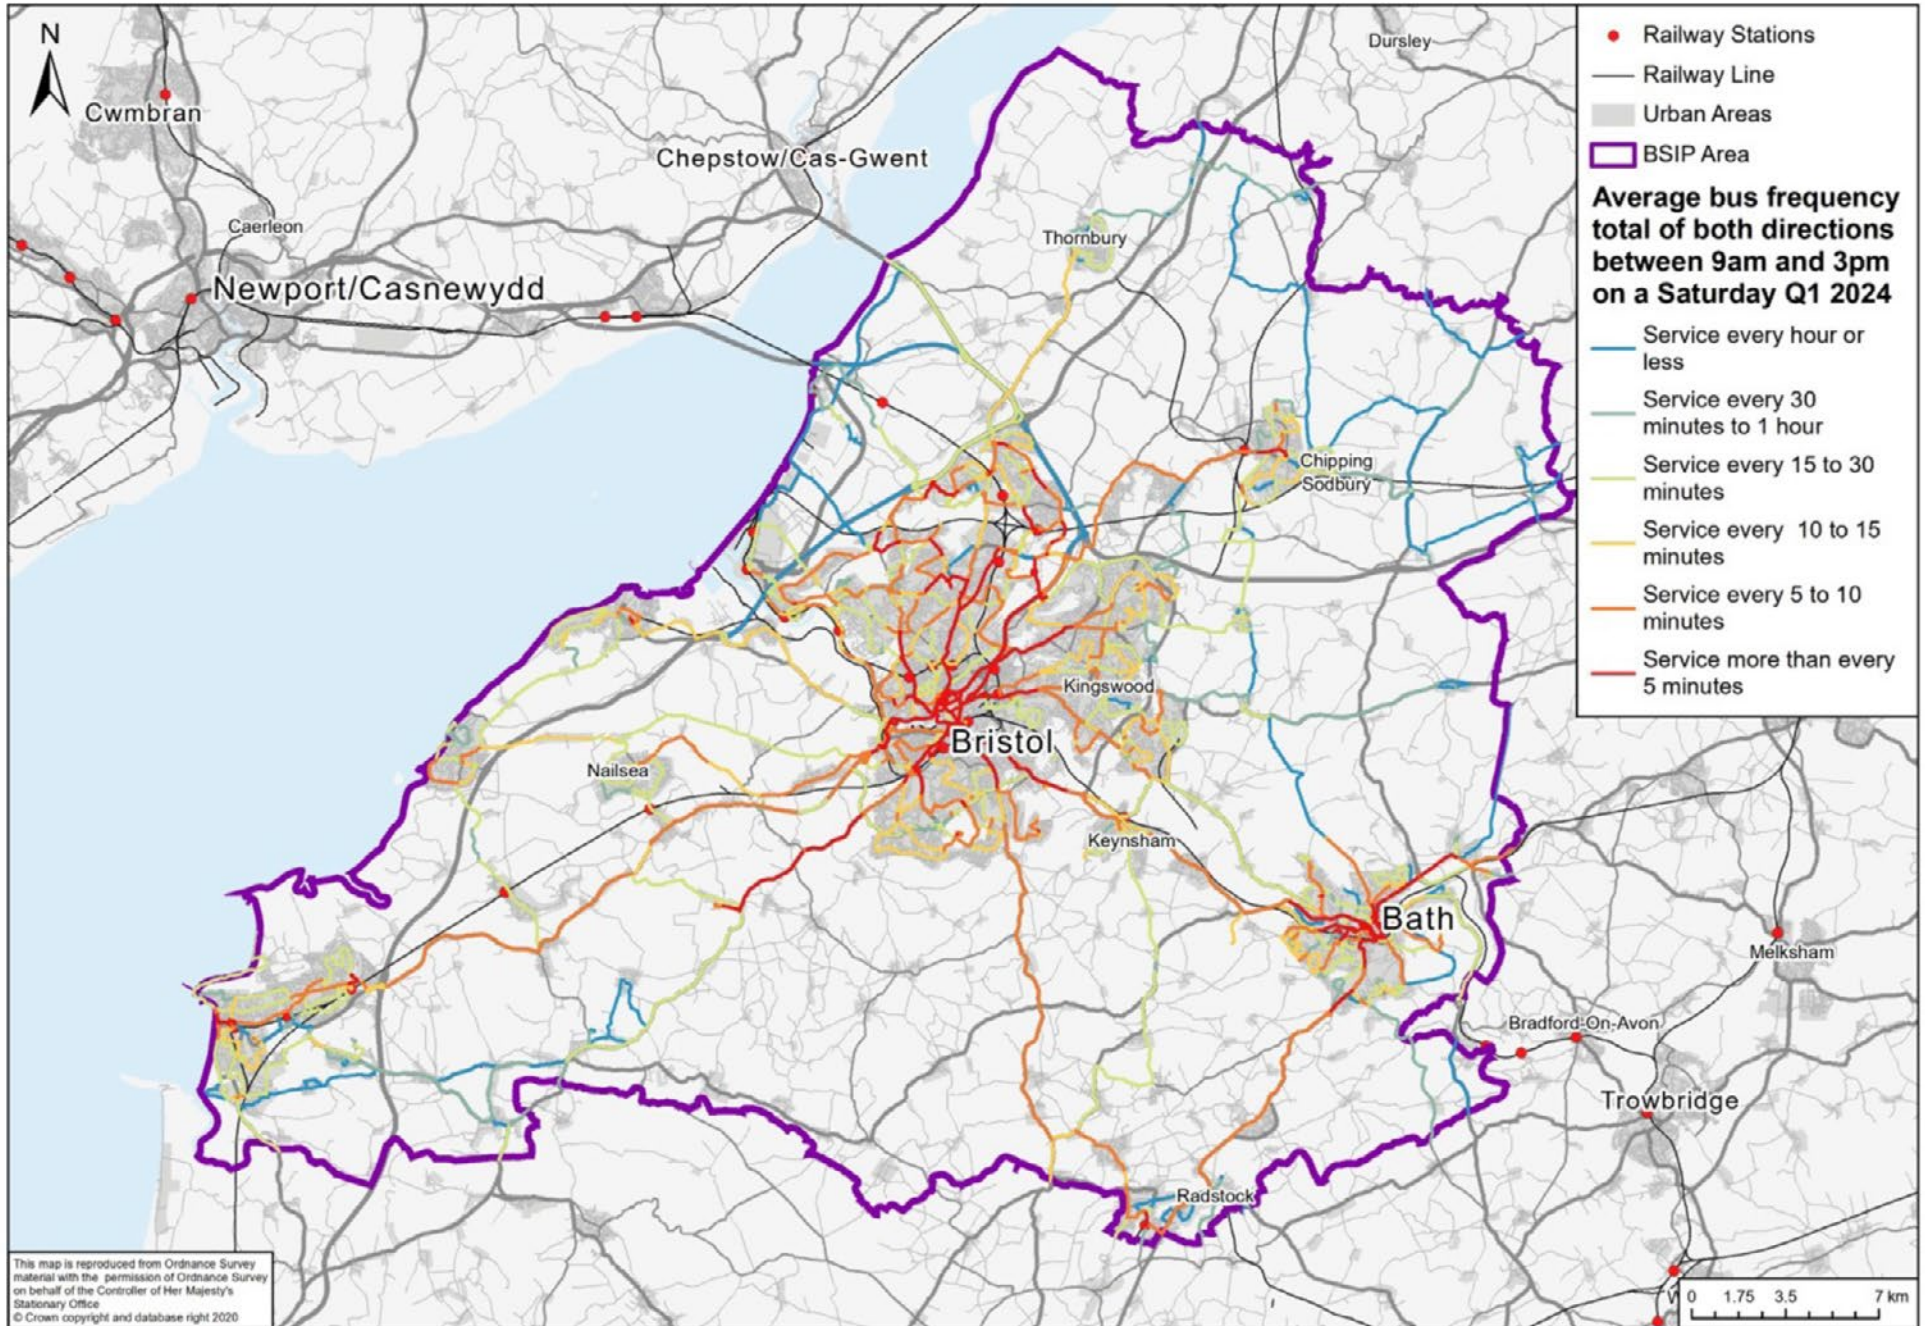 N
Dursley
Cwmbran
Chepstow/Cas-Gwent
Caerleon
Thornbury
Newport/Casnewydd
Chipping
Sodbury
Kingswood
Bristol
Nailsea
Keynsham
Bath
Melksham
Bradford-On-Avon
Trowbridge
Radstock
Railway Stations
Railway Line
Urban Areas
BSIP Area
Average bus frequency
total of both directions
between 9am and 3pm
on a Saturday Q1 2024
Service every hour or
less
Service every 30
minutes to 1 hour
Service every 15 to 30
minutes
Service every 10 to 15
minutes
Service every 5 to 10
minutes
Service more than every
5 minutes
This map is reproduced from Ordnance Survey
material with the permission of Ordnance Survey
on behalf of the Controller of Her Majesty's
Stationary Office
© Crown copyright and database right 2020
0 1.75 3.5 7 km